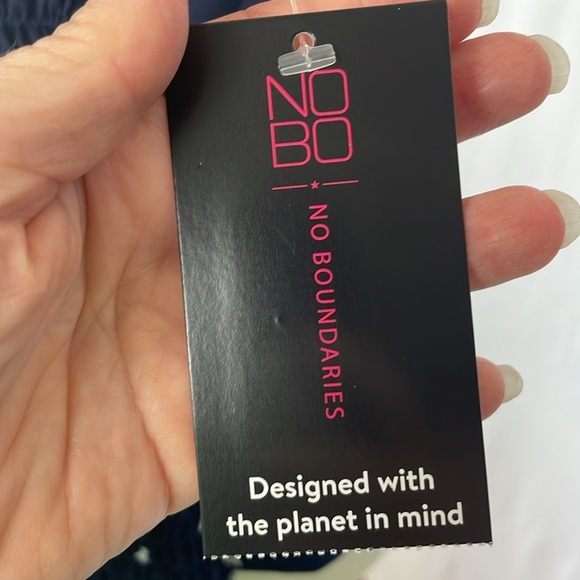 NO
BO
NO BOUNDARIES
Designed with
the planet in mind